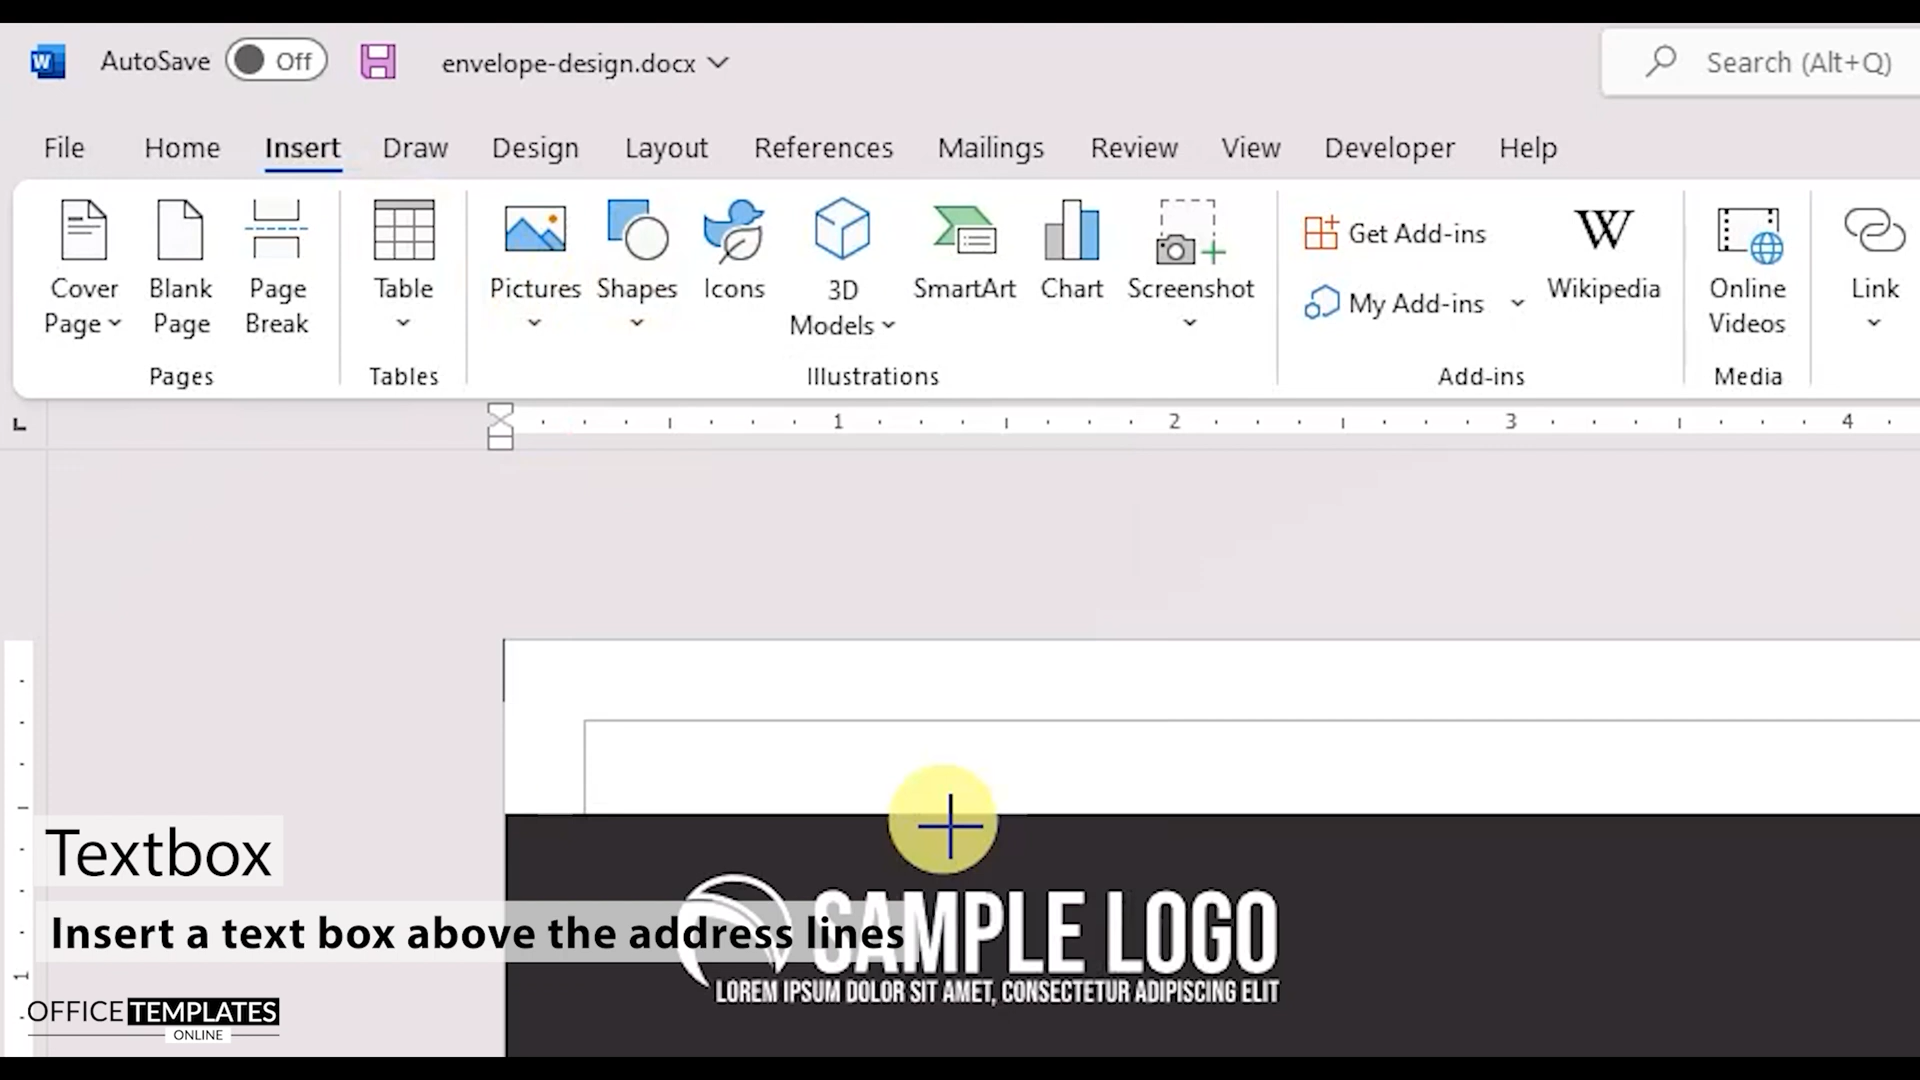 AutoSave Off envelope-design.docx Search (Alt+Q)
File Home Insert Draw Design Layout References Mailings Review View Developer Help
Cover Page
Blank Page
Page Break
Pages
Table
Tables
Pictures
Shapes
Icons
3D Models
SmartArt
Chart
Screenshot
Illustrations
Get Add-ins
My Add-ins
Wikipedia
Add-ins
Online Videos
Media
Link
1 2 3 4
SAMPLE LOGO
LOREM IPSUM DOLOR SIT AMET, CONSECTETUR ADIPISCING ELIT
Textbox
Insert a text box above the address lines
1
OFFICE TEMPLATES
ONLINE